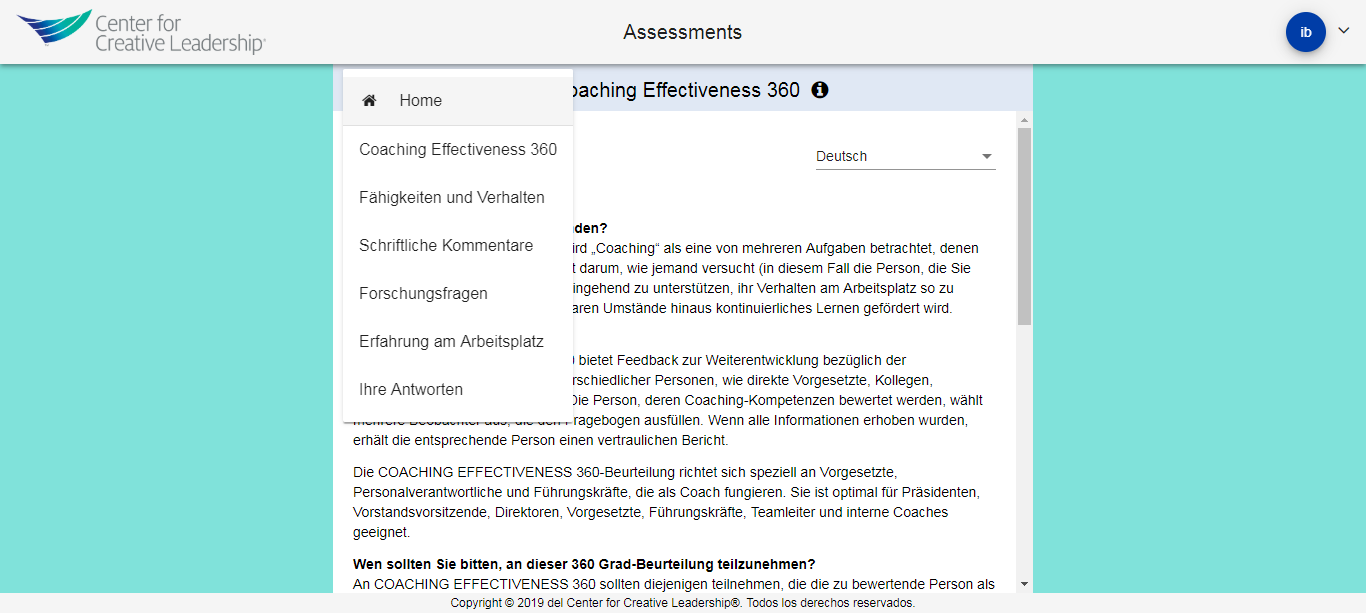 Center for
Creative Leadership®
Assessments
ib
Coaching Effectiveness 360
Home
Coaching Effectiveness 360
Fähigkeiten und Verhalten
Schriftliche Kommentare
Forschungsfragen
Erfahrung am Arbeitsplatz
Ihre Antworten
Deutsch
„Coaching“ als eine von mehreren Aufgaben betrachtet, denen
darum, wie jemand versucht (in diesem Fall die Person, die Sie
zu unterstützen, ihr Verhalten am Arbeitsplatz so zu
Umstände hinaus kontinuierliches Lernen gefördert wird.
bietet Feedback zur Weiterentwicklung bezüglich der
Personen, wie direkte Vorgesetzte, Kollegen,
Die Person, deren Coaching-Kompetenzen bewertet werden, wählt
mehrere Beobachter aus, die den Fragebogen ausfüllen. Wenn alle Informationen erhoben wurden,
erhält die entsprechende Person einen vertraulichen Bericht.
Die COACHING EFFECTIVENESS 360-Beurteilung richtet sich speziell an Vorgesetzte,
Personalverantwortliche und Führungskräfte, die als Coach fungieren. Sie ist optimal für Präsidenten,
Vorstandsvorsitzende, Direktoren, Vorgesetzte, Führungskräfte, Teamleiter und interne Coaches
geeignet.
Wen sollten Sie bitten, an dieser 360 Grad-Beurteilung teilzunehmen?
An COACHING EFFECTIVENESS 360 sollten diejenigen teilnehmen, die die zu bewertende Person als
Copyright © 2019 del Center for Creative Leadership®. Todos los derechos reservados.